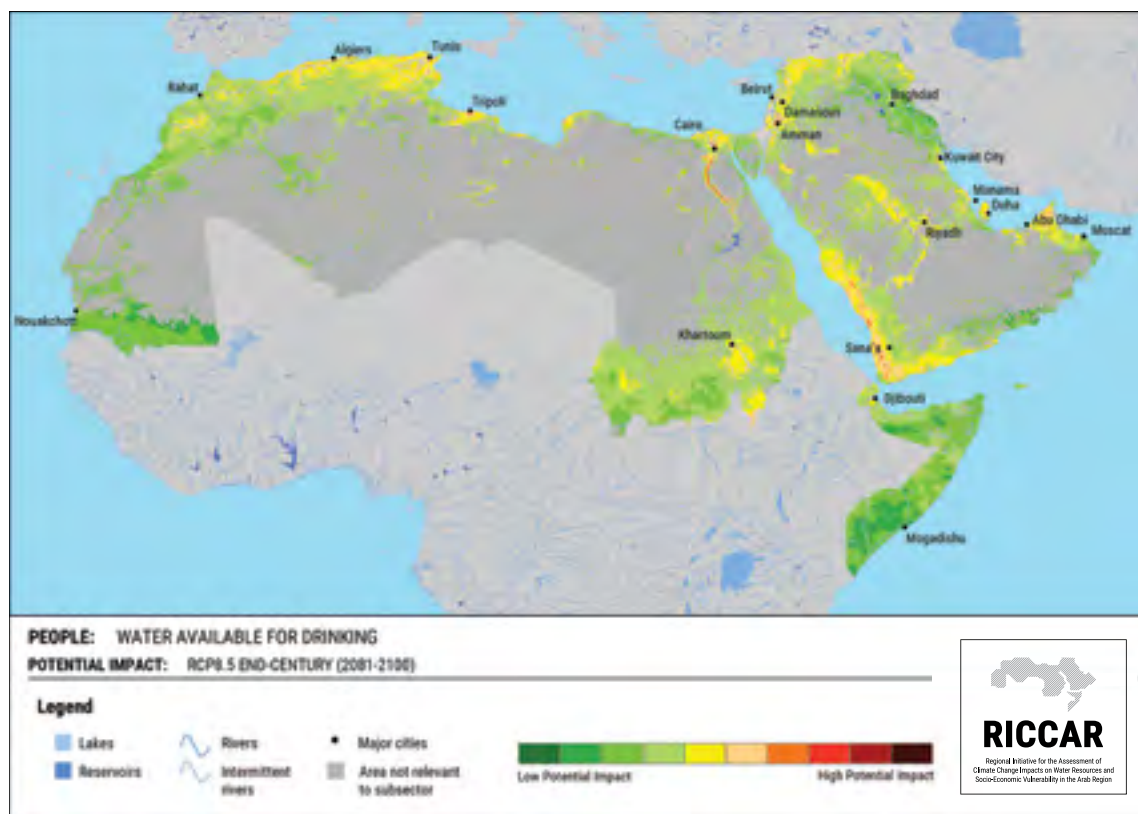 Algiers
Tunis
Rabat
Tripoli
Beirut
Damascus
Amman
Baghdad
Cairo
Kuwait City
Manama
Doha
Abu Dhabi
Muscat
Riyadh
Nouakchott
Khartoum
Sana'a
Djibouti
Mogadishu
PEOPLE: WATER AVAILABLE FOR DRINKING
POTENTIAL IMPACT: RCP8.5 END-CENTURY (2081-2100)
Legend
Lakes
Rivers
Major cities
Reservoirs
Intermittent
rivers
Area not relevant
to subsector
Low Potential Impact
High Potential Impact
RICCAR
Regional Initiative for the Assessment of
Climate Change Impacts on Water Resources and
Socio-Economic Vulnerability in the Arab Region